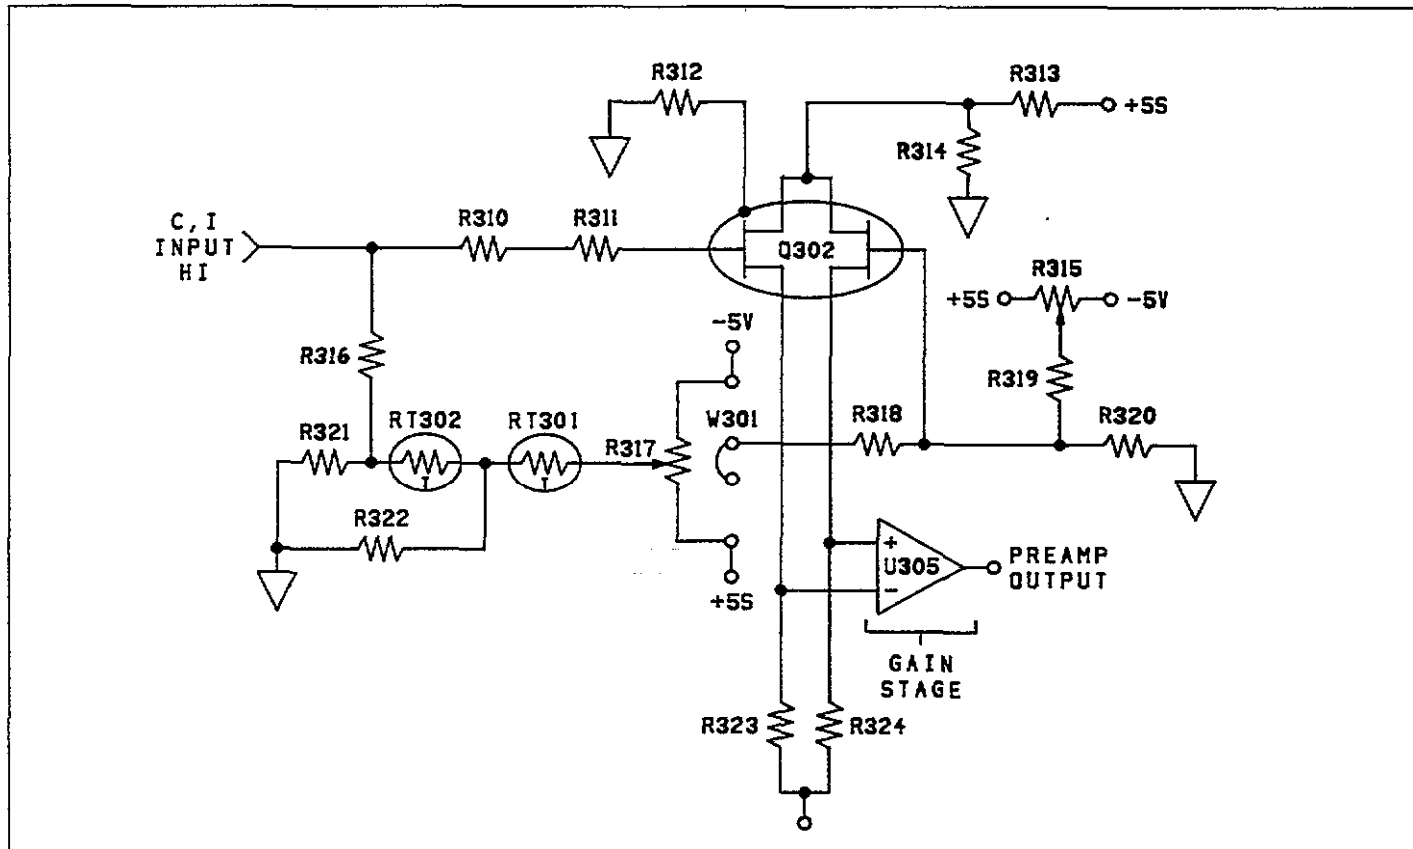 R312
R313
+5S
R314
C,I
INPUT
HI
R310
R311
Q302
R315
+5S
-5V
-5V
R316
R319
R321
RT302
RT301
R317
W301
R318
R320
T
T
R322
+5S
+
U305
-
PREAMP
OUTPUT
GAIN
STAGE
R323
R324